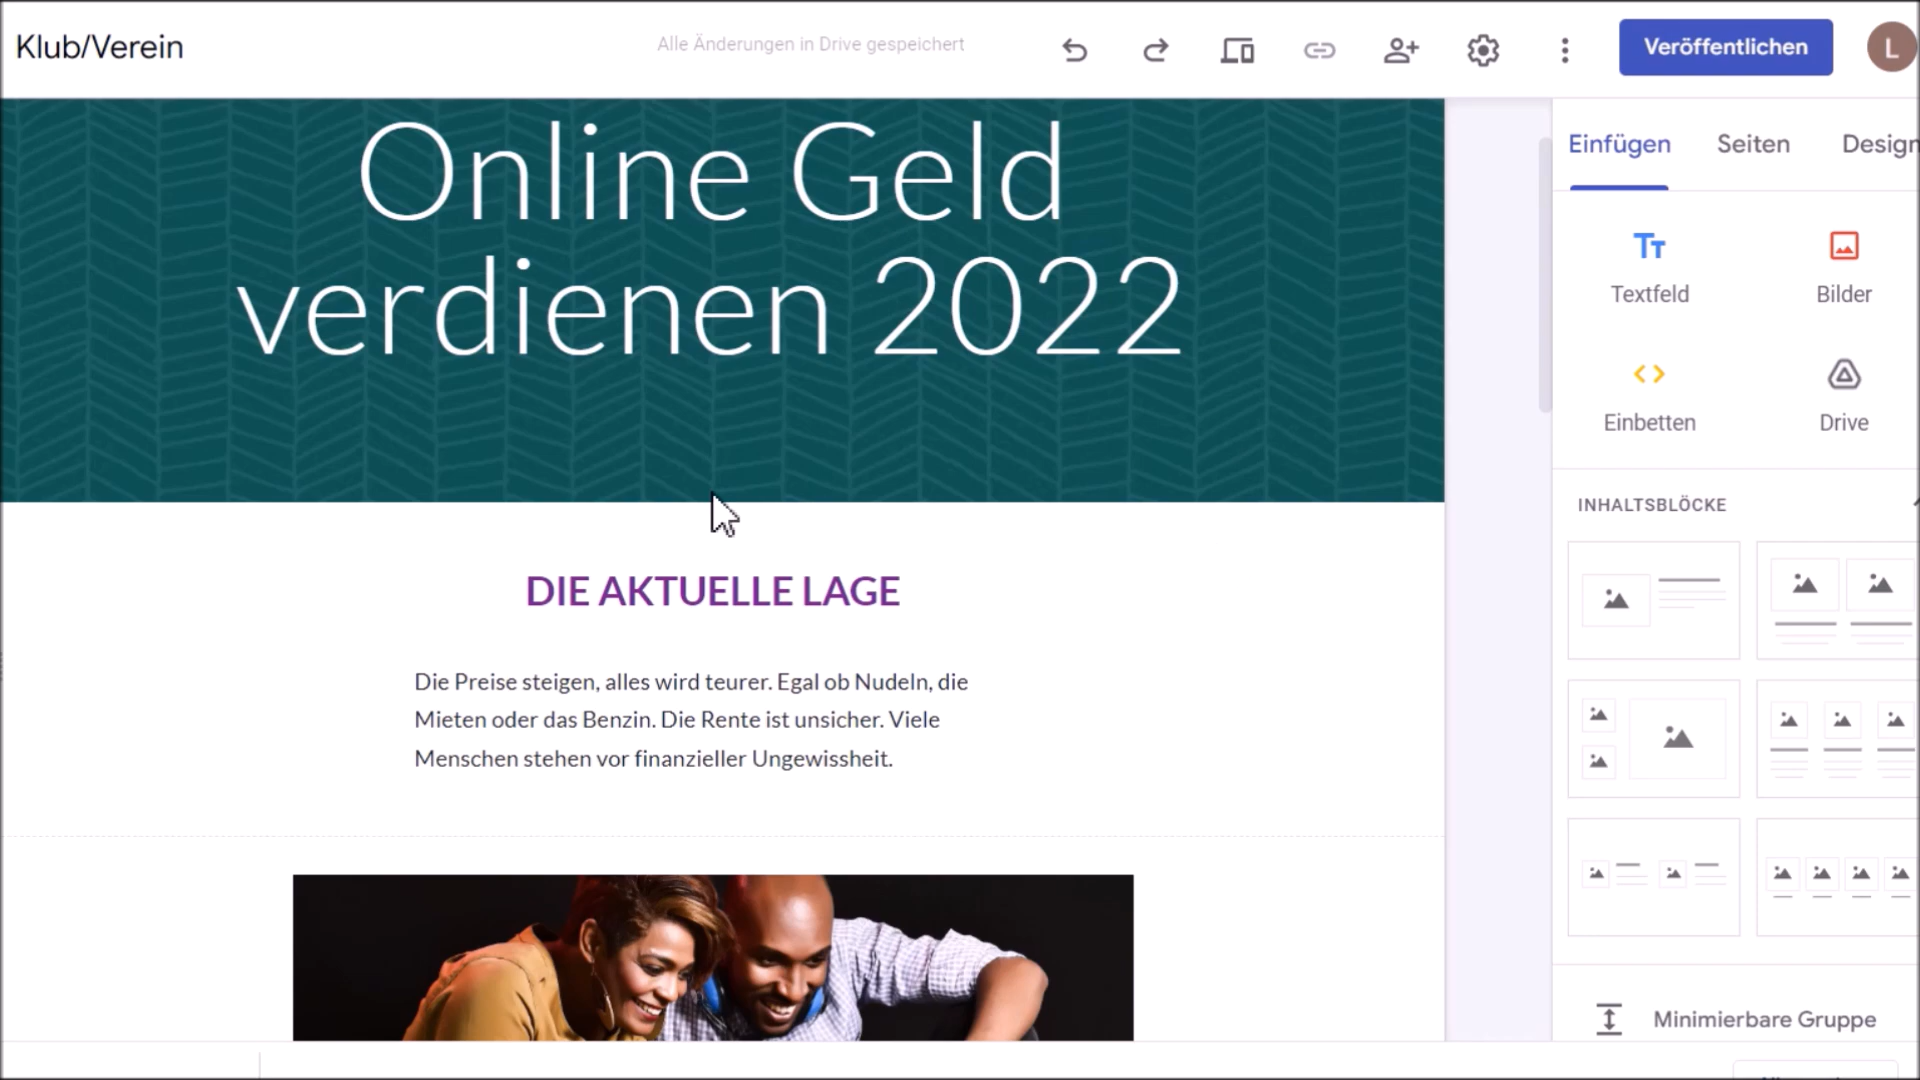 Klub/Verein
Alle Änderungen in Drive gespeichert
Veröffentlichen
L
Online Geld
verdienen 2022
DIE AKTUELLE LAGE
Die Preise steigen, alles wird teurer. Egal ob Nudeln, die
Mieten oder das Benzin. Die Rente ist unsicher. Viele
Menschen stehen vor finanzieller Ungewissheit.
Einfügen
Seiten
Design
Textfeld
Bilder
Einbetten
Drive
INHALTSBLÖCKE
Minimierbare Gruppe